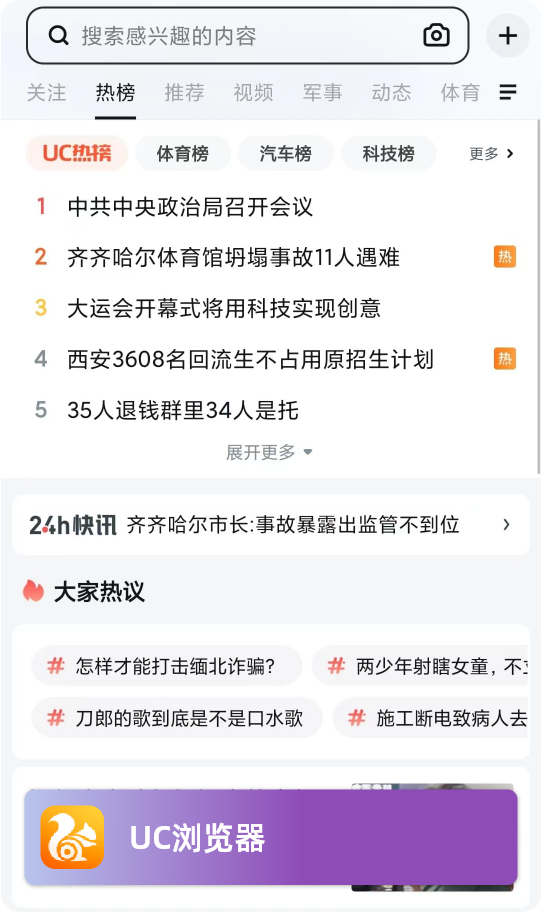 搜索感兴趣的内容
关注 热榜 推荐 视频 军事 动态 体育
UC热榜 体育榜 汽车榜 科技榜 更多
1 中共中央政治局召开会议
2 齐齐哈尔体育馆坍塌事故11人遇难 热
3 大运会开幕式将用科技实现创意
4 西安3608名回流生不占用原招生计划 热
5 35人退钱群里34人是托
展开更多
24h快讯 齐齐哈尔市长:事故暴露出监管不到位
大家热议
# 怎样才能打击缅北诈骗? # 两少年射瞎女童，不
# 刀郎的歌到底是不是口水歌 # 施工断电致病人去
UC浏览器